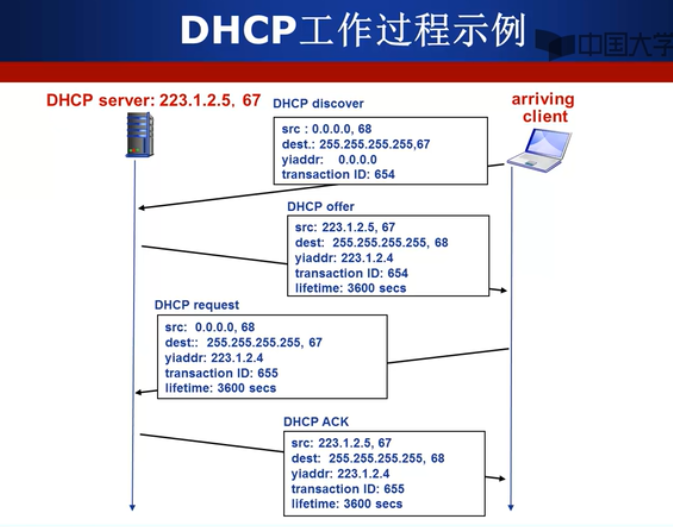 DHCP工作过程示例
中国大学
DHCP server: 223.1.2.5, 67
DHCP discover
arriving
client
src : 0.0.0.0, 68
dest.: 255.255.255.255,67
yiaddr: 0.0.0.0
transaction ID: 654
DHCP offer
src: 223.1.2.5, 67
dest: 255.255.255.255, 68
yiaddr: 223.1.2.4
transaction ID: 654
lifetime: 3600 secs
DHCP request
src: 0.0.0.0, 68
dest:: 255.255.255.255, 67
yiaddr: 223.1.2.4
transaction ID: 655
lifetime: 3600 secs
DHCP ACK
src: 223.1.2.5, 67
dest: 255.255.255.255, 68
yiaddr: 223.1.2.4
transaction ID: 655
lifetime: 3600 secs